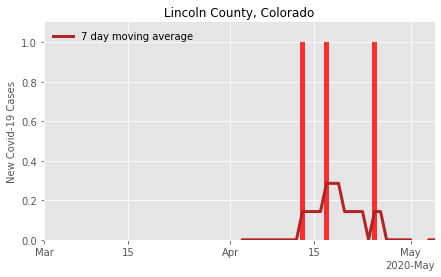 Lincoln County, Colorado
7 day moving average
New Covid-19 Cases
1.0
0.8
0.6
0.4
0.2
0.0
Mar 15 Apr 15 May
2020-May